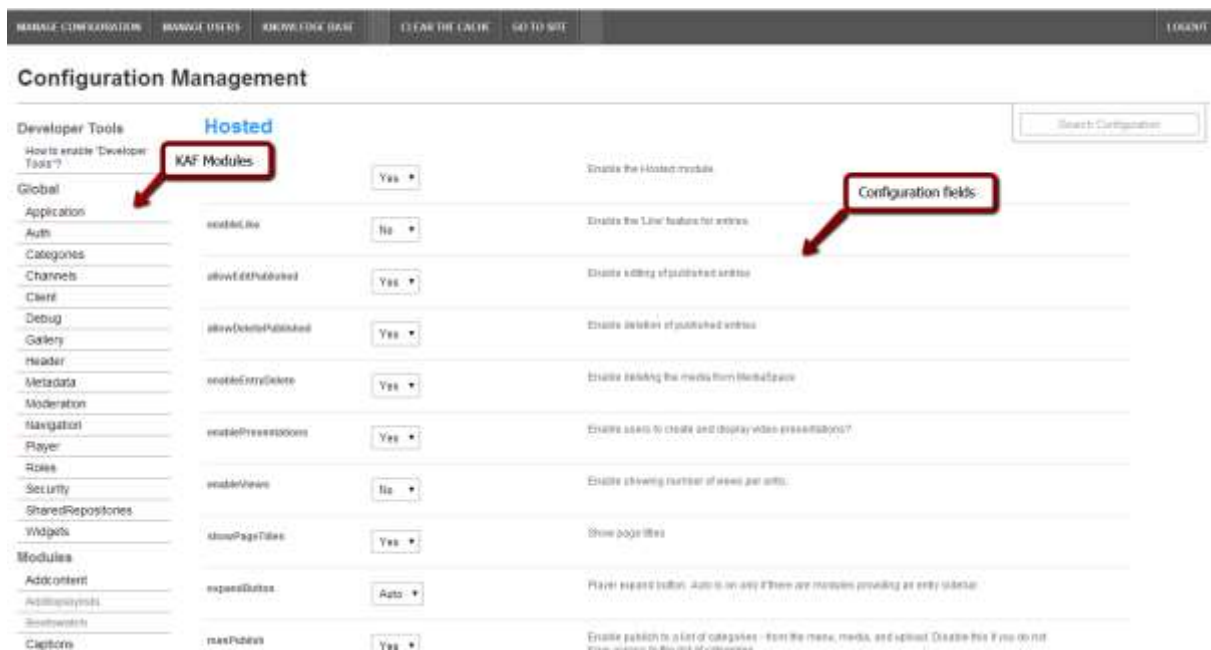 MANAGE CONFIGURATION MANAGE USERS KNOWLEDGE BASE CLEAR THE CACHE GO TO SITE LOGOUT
Configuration Management
Search Configuration
Developer Tools
How to enable 'Developer
Tools'?
Global
Application
Auth
Categories
Channels
Client
Debug
Gallery
Header
Metadata
Moderation
Navigation
Player
Roles
Security
SharedRepositories
Widgets
Modules
Addcontent
Captions
KAF Modules
Configuration fields
Hosted
Yes Enable the Hosted module
enableLike No Enable the 'Like' feature for entries
allowEditPublished Yes Enable editing of published entries
allowDeletePublished Yes Enable deletion of published entries
enableEntryDelete Yes Enable deleting the media from MediaSpace
enablePresentations Yes Enable users to create and display video presentations?
enableViews No Enable showing number of views per entry.
showPageTitles Yes Show page titles
expandButton Auto Player expand button. Auto is on only if there are modules providing an entry sidebar
Yes Enable publish to a list of categories - from the menu, media, and upload. Disable this if you do not